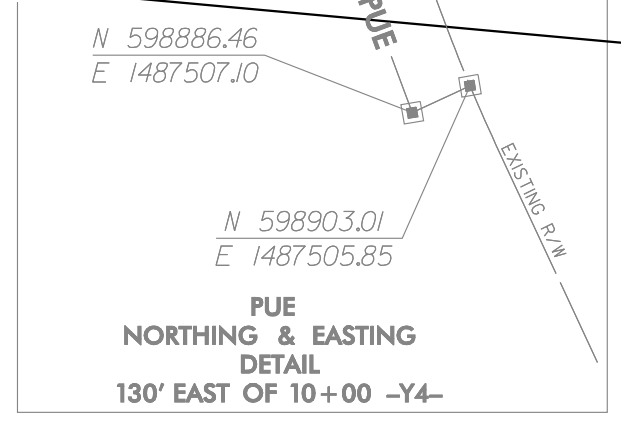 N 598886.46
E 1487507.10
PUE
N 598903.01
E 1487505.85
EXISTING R/W
PUE
NORTHING & EASTING
DETAIL
130' EAST OF 10+00 -Y4-